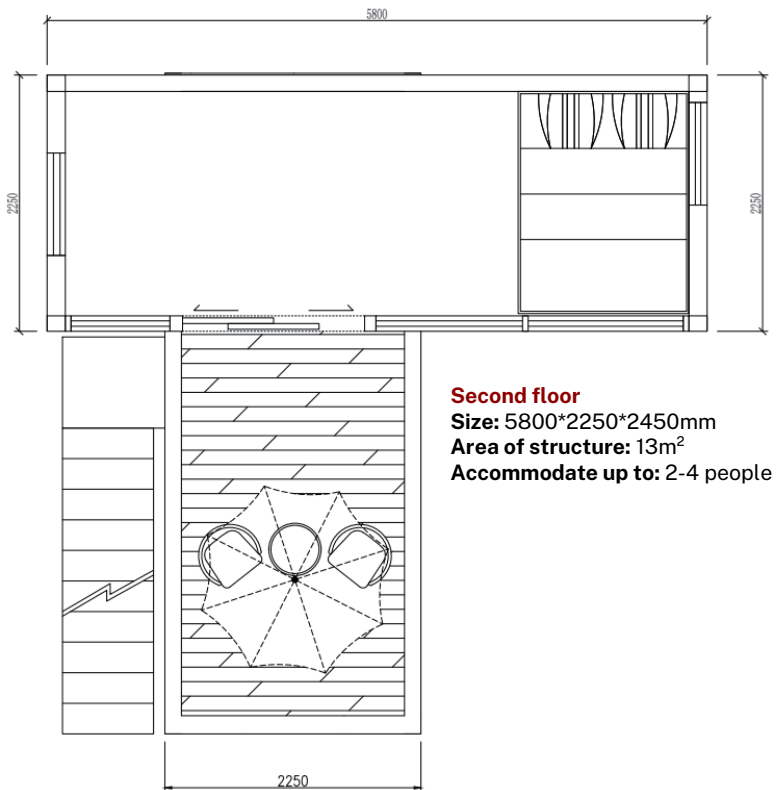 5800
2250
2250
Second floor
Size: 5800*2250*2450mm
Area of structure: 13m²
Accommodate up to: 2-4 people
2250